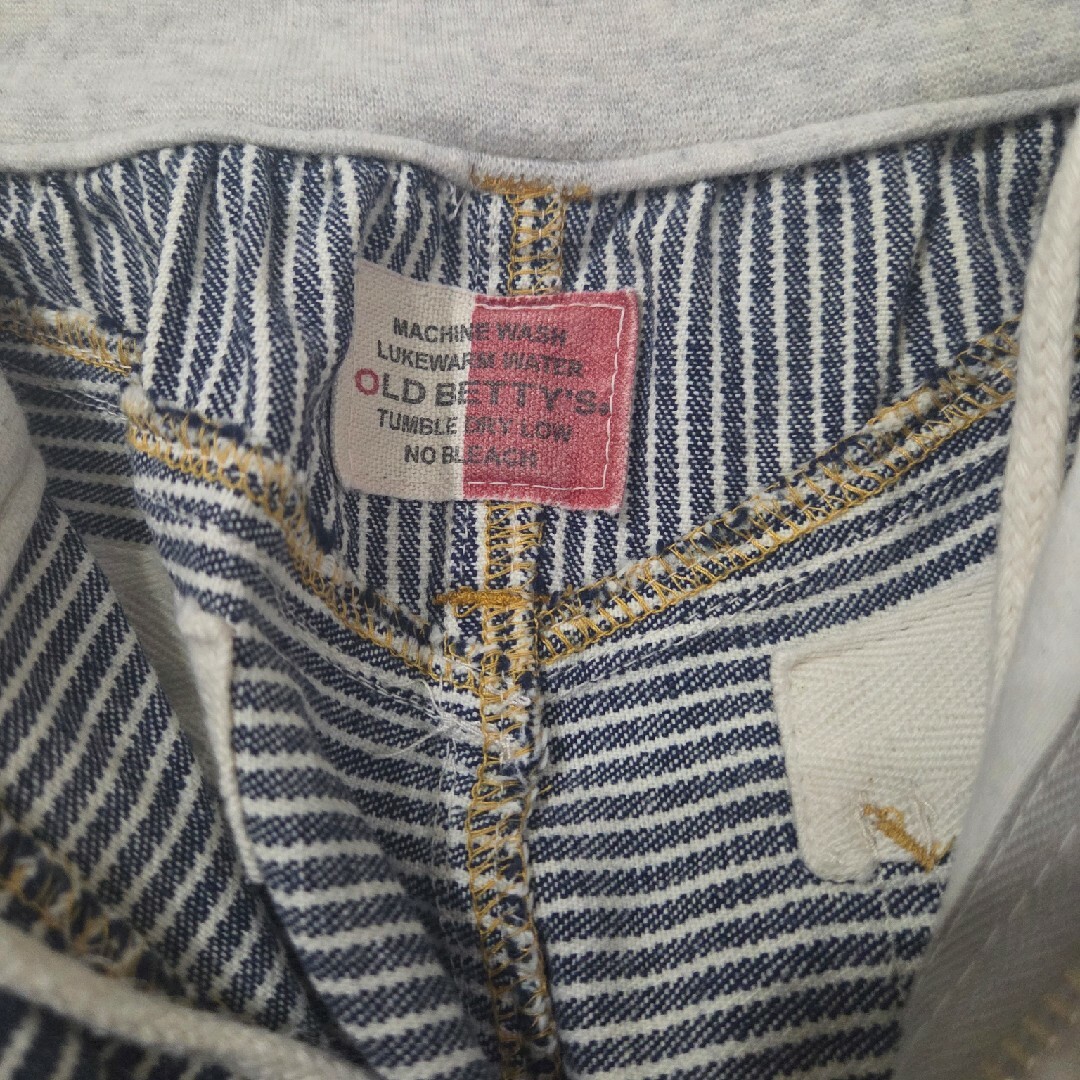 MACHINE WASH
LUKEWARM WATER
OLD BETTY'S.
TUMBLE DRY LOW
NO BLEACH